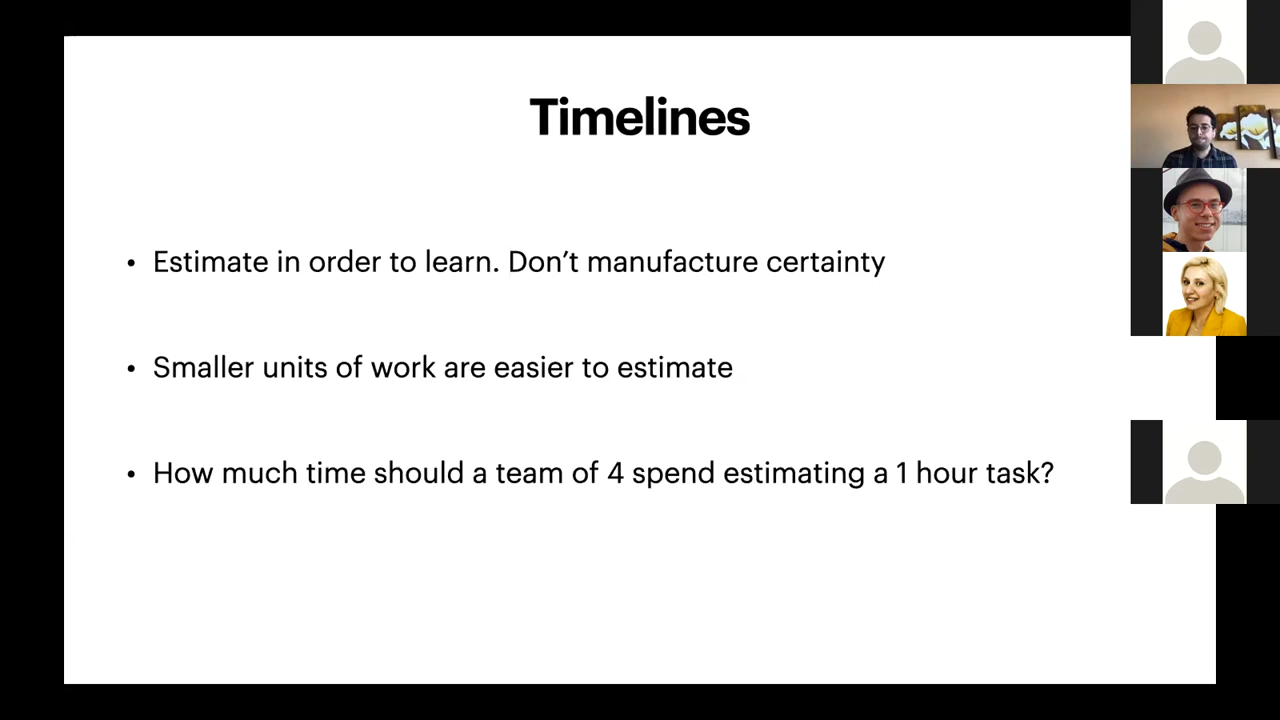 Timelines
• Estimate in order to learn. Don’t manufacture certainty
• Smaller units of work are easier to estimate
• How much time should a team of 4 spend estimating a 1 hour task?